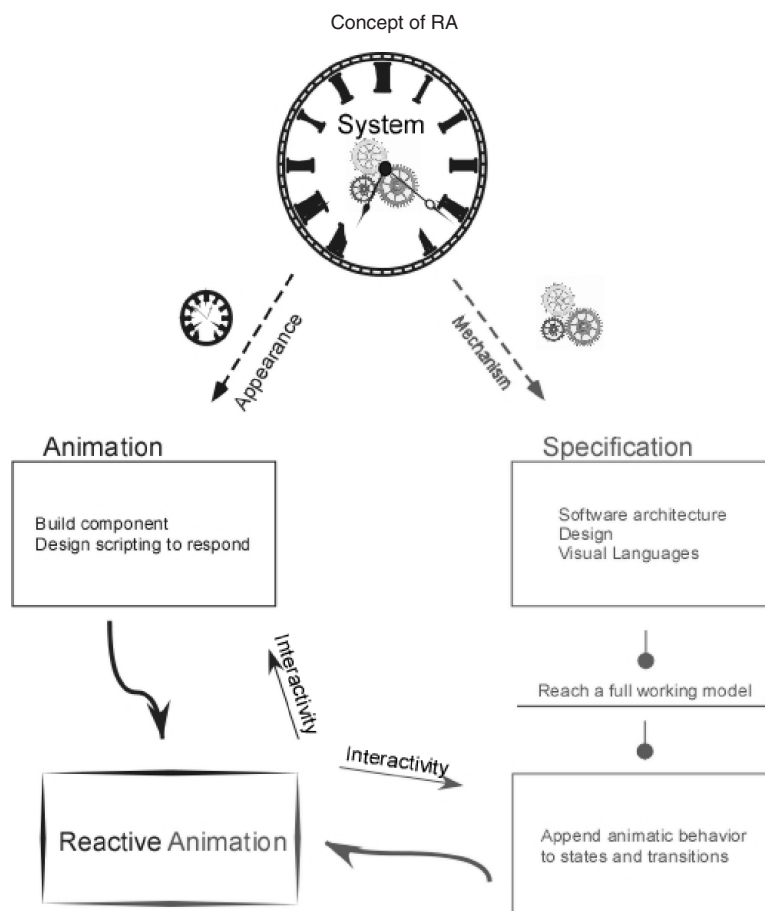 Concept of RA
System
Appearance
Mechanism
Animation
Build component
Design scripting to respond
Specification
Software architecture
Design
Visual Languages
Interactivity
Reach a full working model
Interactivity
Reactive Animation
Append animatic behavior
to states and transitions